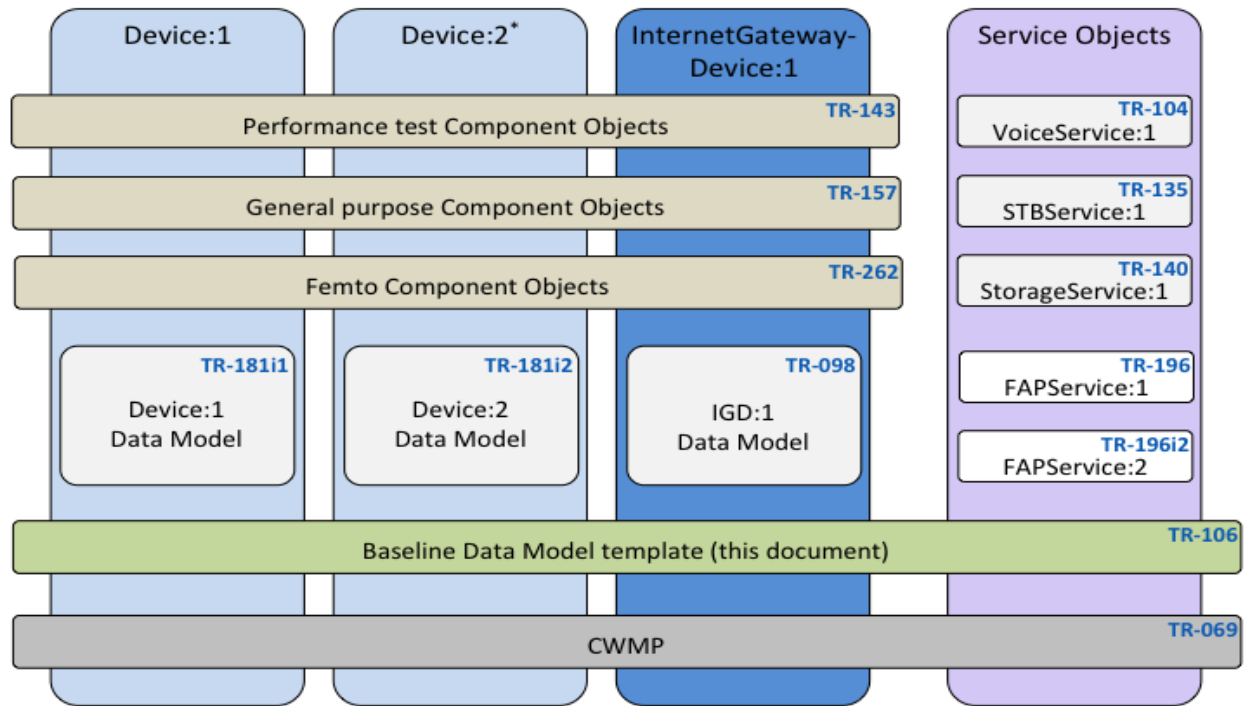 Device:1
Device:2*
InternetGateway-
Device:1
Service Objects
TR-143
Performance test Component Objects
TR-104
VoiceService:1
TR-157
General purpose Component Objects
TR-135
STBService:1
TR-262
Femto Component Objects
TR-140
StorageService:1
TR-181i1
Device:1
Data Model
TR-181i2
Device:2
Data Model
TR-098
IGD:1
Data Model
TR-196
FAPService:1
TR-196i2
FAPService:2
TR-106
Baseline Data Model template (this document)
TR-069
CWMP